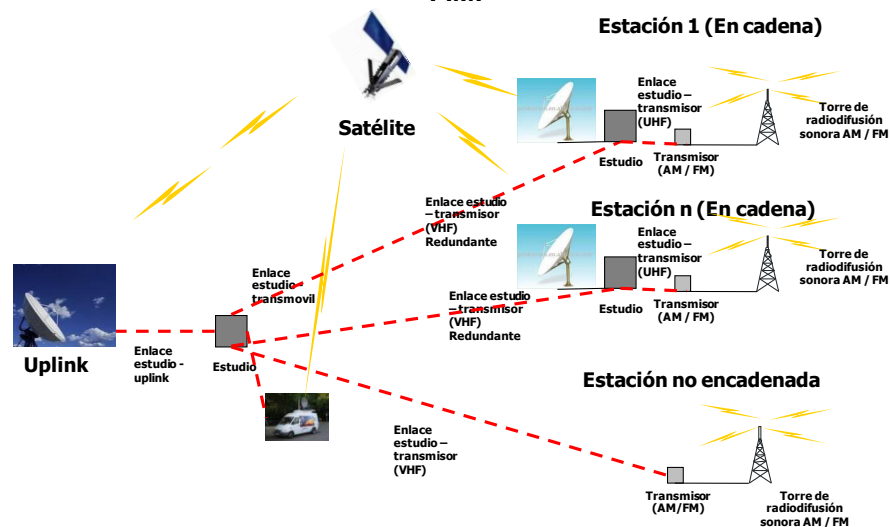 Estación 1 (En cadena)
Satélite
Enlace
estudio –
transmisor
(UHF)
Estudio
Transmisor
(AM / FM)
Torre de
radiodifusión
sonora AM / FM
Enlace estudio
– transmisor
(VHF)
Redundante
Estación n (En cadena)
Enlace
estudio –
transmisor
(UHF)
Estudio
Transmisor
(AM / FM)
Torre de
radiodifusión
sonora AM / FM
Enlace
estudio -
transmovil
Enlace estudio
– transmisor
(VHF)
Redundante
Uplink
Enlace
estudio -
uplink
Estudio
Estación no encadenada
Enlace
estudio –
transmisor
(VHF)
Transmisor
(AM/FM)
Torre de
radiodifusión
sonora AM / FM